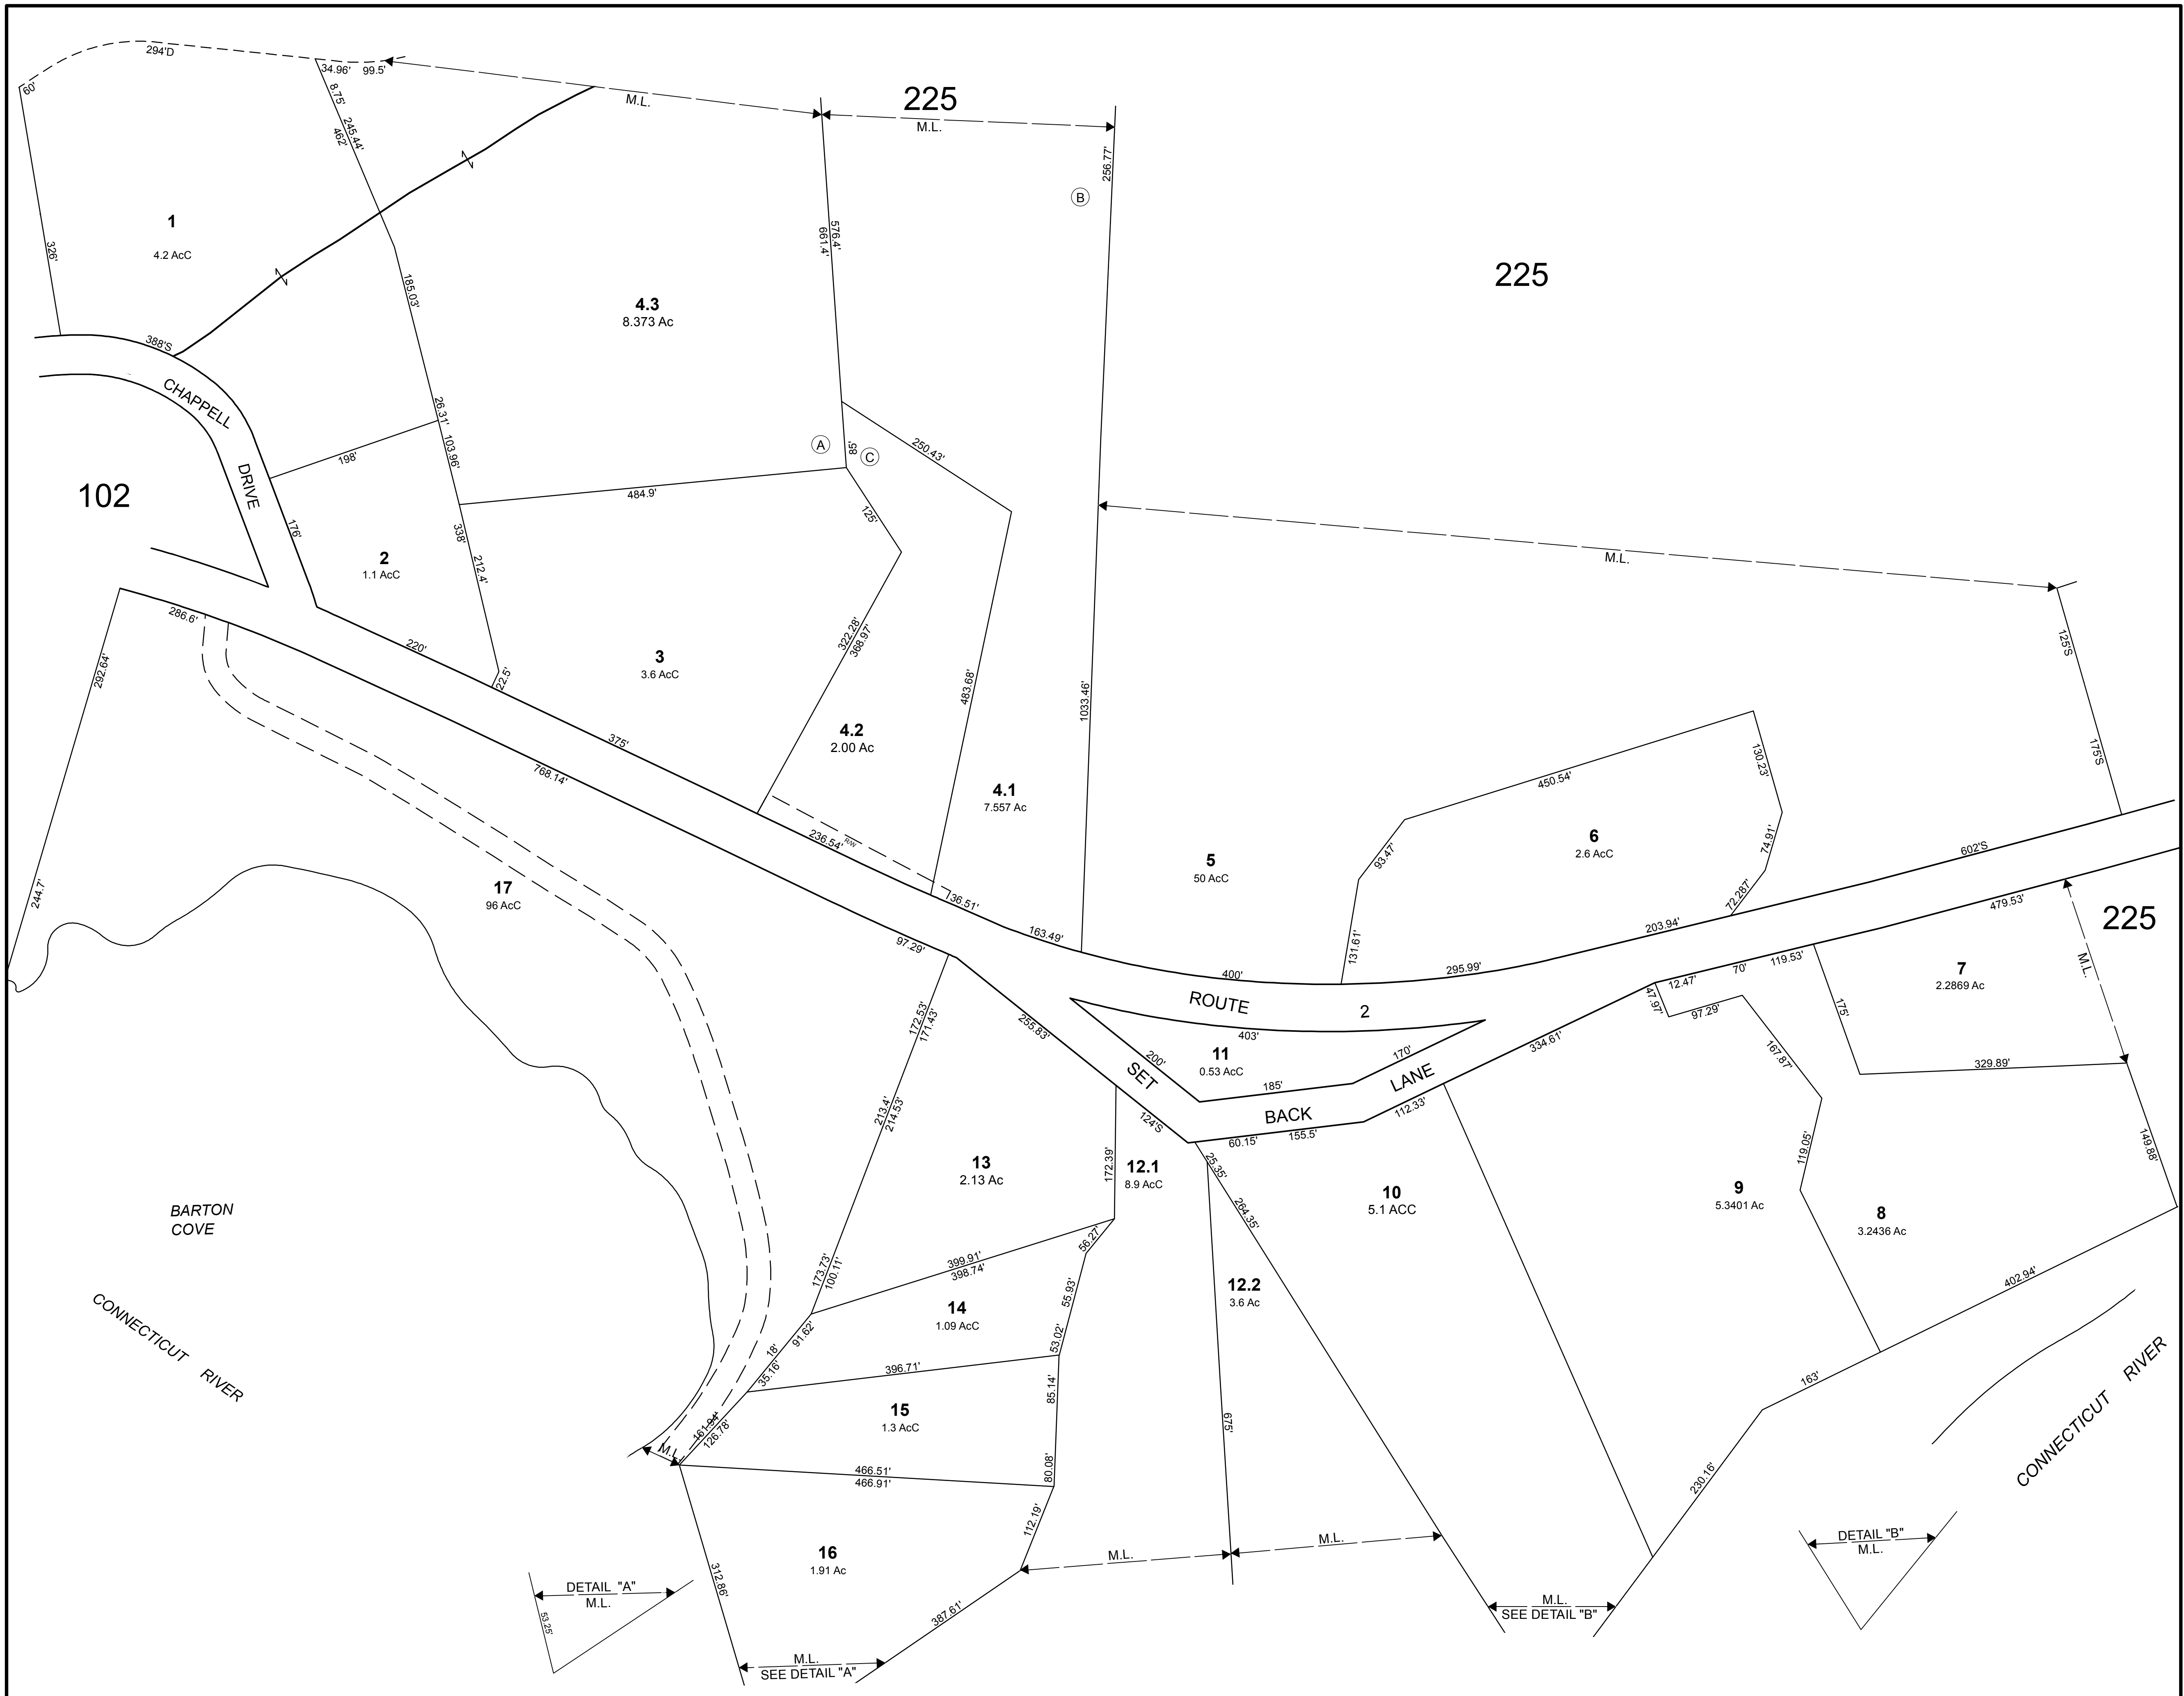 294'D
60'
34.96'
99.5'
M.L.
225
M.L.
8.75'
245.44'
462'
256.77'
B
1
4.2 AcC
326'
576.4'
661.4'
225
185.03'
4.3
8.373 Ac
388'S
CHAPPELL
DRIVE
26.31'
103.96'
198'
A
85'
C
250.43'
102
484.9'
125'
176'
338'
212.4'
2
1.1 AcC
M.L.
286.6'
220'
22.5'
3
3.6 AcC
322.28'
368.97'
483.68'
1033.46'
125'S
175'S
292.64'
375'
768.14'
4.2
2.00 Ac
4.1
7.557 Ac
450.54'
130.23'
236.54'
R/W
93.47'
6
2.6 AcC
74.91'
602'S
5
50 AcC
72.287'
17
96 AcC
244.7'
136.51'
163.49'
97.29'
131.61'
203.94'
479.53'
225
400'
295.99'
M.L.
70'
119.53'
12.47'
7
2.2869 Ac
47.97'
97.29'
175'
ROUTE
2
172.53'
171.43'
255.83'
403'
200'
11
0.53 AcC
170'
334.61'
167.87'
329.89'
SET
185'
LANE
BACK
112.33'
213.4'
214.53'
124'S
60.15'
155.5'
119.05'
149.88'
13
2.13 Ac
172.39'
12.1
8.9 AcC
25.35'
264.35'
10
5.1 ACC
9
5.3401 Ac
8
3.2436 Ac
BARTON
COVE
56.27'
399.91'
398.74'
173.73'
100.11'
55.93'
12.2
3.6 Ac
402.94'
CONNECTICUT RIVER
14
1.09 AcC
91.62'
18'
35.16'
53.02'
396.71'
163'
CONNECTICUT RIVER
85.14'
15
1.3 AcC
161.94'
126.78'
675'
M.L.
466.51'
466.91'
80.08'
230.16'
112.19'
16
1.91 Ac
M.L.
M.L.
DETAIL "B"
M.L.
312.86'
DETAIL "A"
M.L.
53.25'
387.61'
M.L.
SEE DETAIL "B"
M.L.
SEE DETAIL "A"